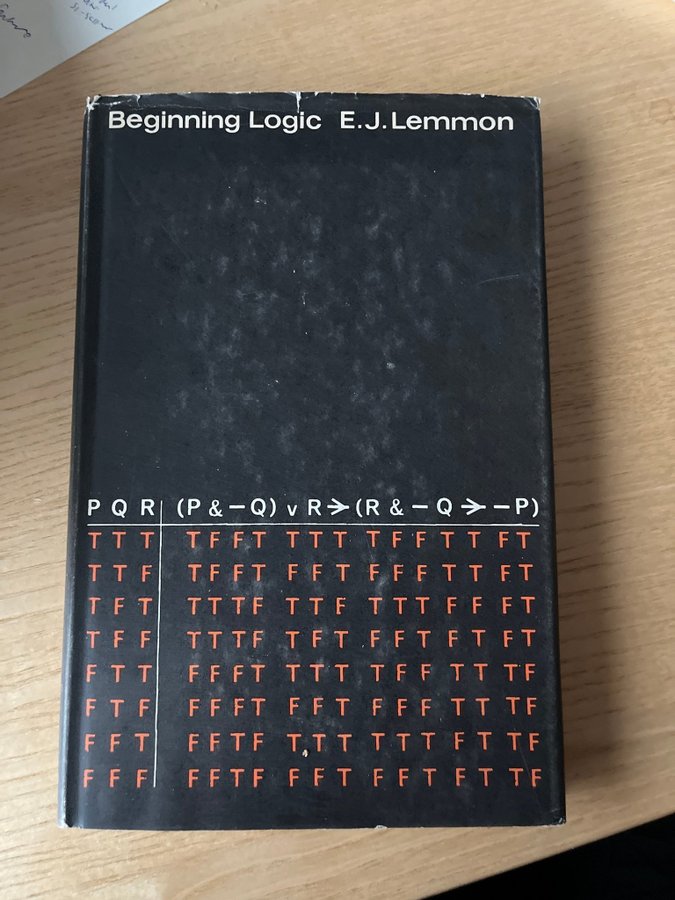 Beginning Logic E.J.Lemmon
P Q R (P & – Q) v R → (R & – Q → – P)
T T T T F F T T T T T F F T T F T
T T F T F F T F F T F F F T T F T
T F T T T T F T T F T T T F F F T
T F F T T T F T F T F F T F T F T
F T T F F F T T T T T F F T T T F
F T F F F F T F F T F F F T T T F
F F T F F T F T T T T T T F T T F
F F F F F T F F F T F F T F T T F